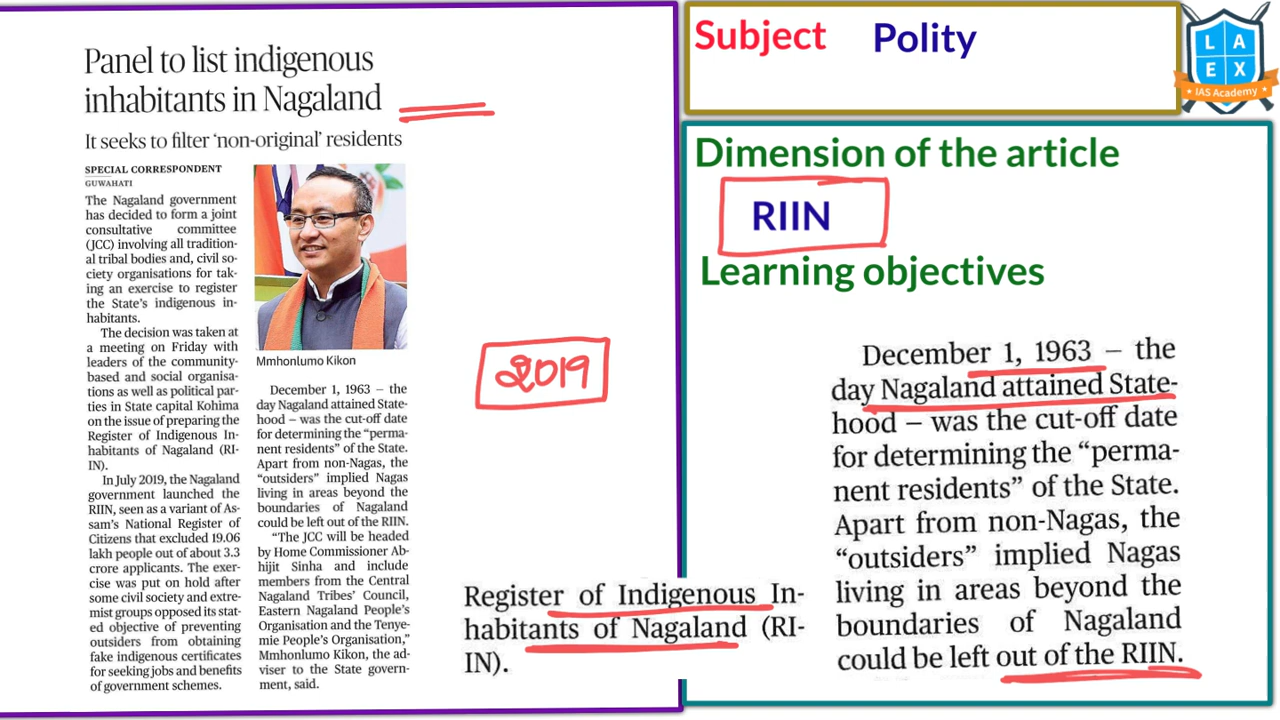 Panel to list indigenous
inhabitants in Nagaland
It seeks to filter ‘non-original’ residents
SPECIAL CORRESPONDENT
GUWAHATI
The Nagaland government
has decided to form a joint
consultative committee
(JCC) involving all tradition-
al tribal bodies and, civil so-
ciety organisations for tak-
ing an exercise to register
the State's indigenous in-
habitants.
The decision was taken at
a meeting on Friday with
leaders of the community-
based and social organisa-
tions as well as political par-
ties in State capital Kohima
on the issue of preparing the
Register of Indigenous In-
habitants of Nagaland (RI-
IN).
In July 2019, the Nagaland
government launched the
RIIN, seen as a variant of As-
sam's National Register of
Citizens that excluded 19.06
lakh people out of about 3.3
crore applicants. The exer-
cise was put on hold after
some civil society and extre-
mist groups opposed its stat-
ed objective of preventing
outsiders from obtaining
fake indigenous certificates
for seeking jobs and benefits
of government schemes.
Mmhonlumo Kikon
December 1, 1963 – the
day Nagaland attained State-
hood – was the cut-off date
for determining the “perma-
nent residents” of the State.
Apart from non-Nagas, the
“outsiders” implied Nagas
living in areas beyond the
boundaries of Nagaland
could be left out of the RIIN.
“The JCC will be headed
by Home Commissioner Ab-
hijit Sinha and include
members from the Central
Nagaland Tribes' Council,
Eastern Nagaland People's
Organisation and the Tenye-
mie People's Organisation,”
Mmhonlumo Kikon, the ad-
viser to the State govern-
ment, said.
2019
Register of Indigenous In-
habitants of Nagaland (RI-
IN).
Subject Polity
L A
E X
IAS Academy
Dimension of the article
RIIN
Learning objectives
December 1, 1963 – the
day Nagaland attained State-
hood – was the cut-off date
for determining the “perma-
nent residents” of the State.
Apart from non-Nagas, the
“outsiders” implied Nagas
living in areas beyond the
boundaries of Nagaland
could be left out of the RIIN.